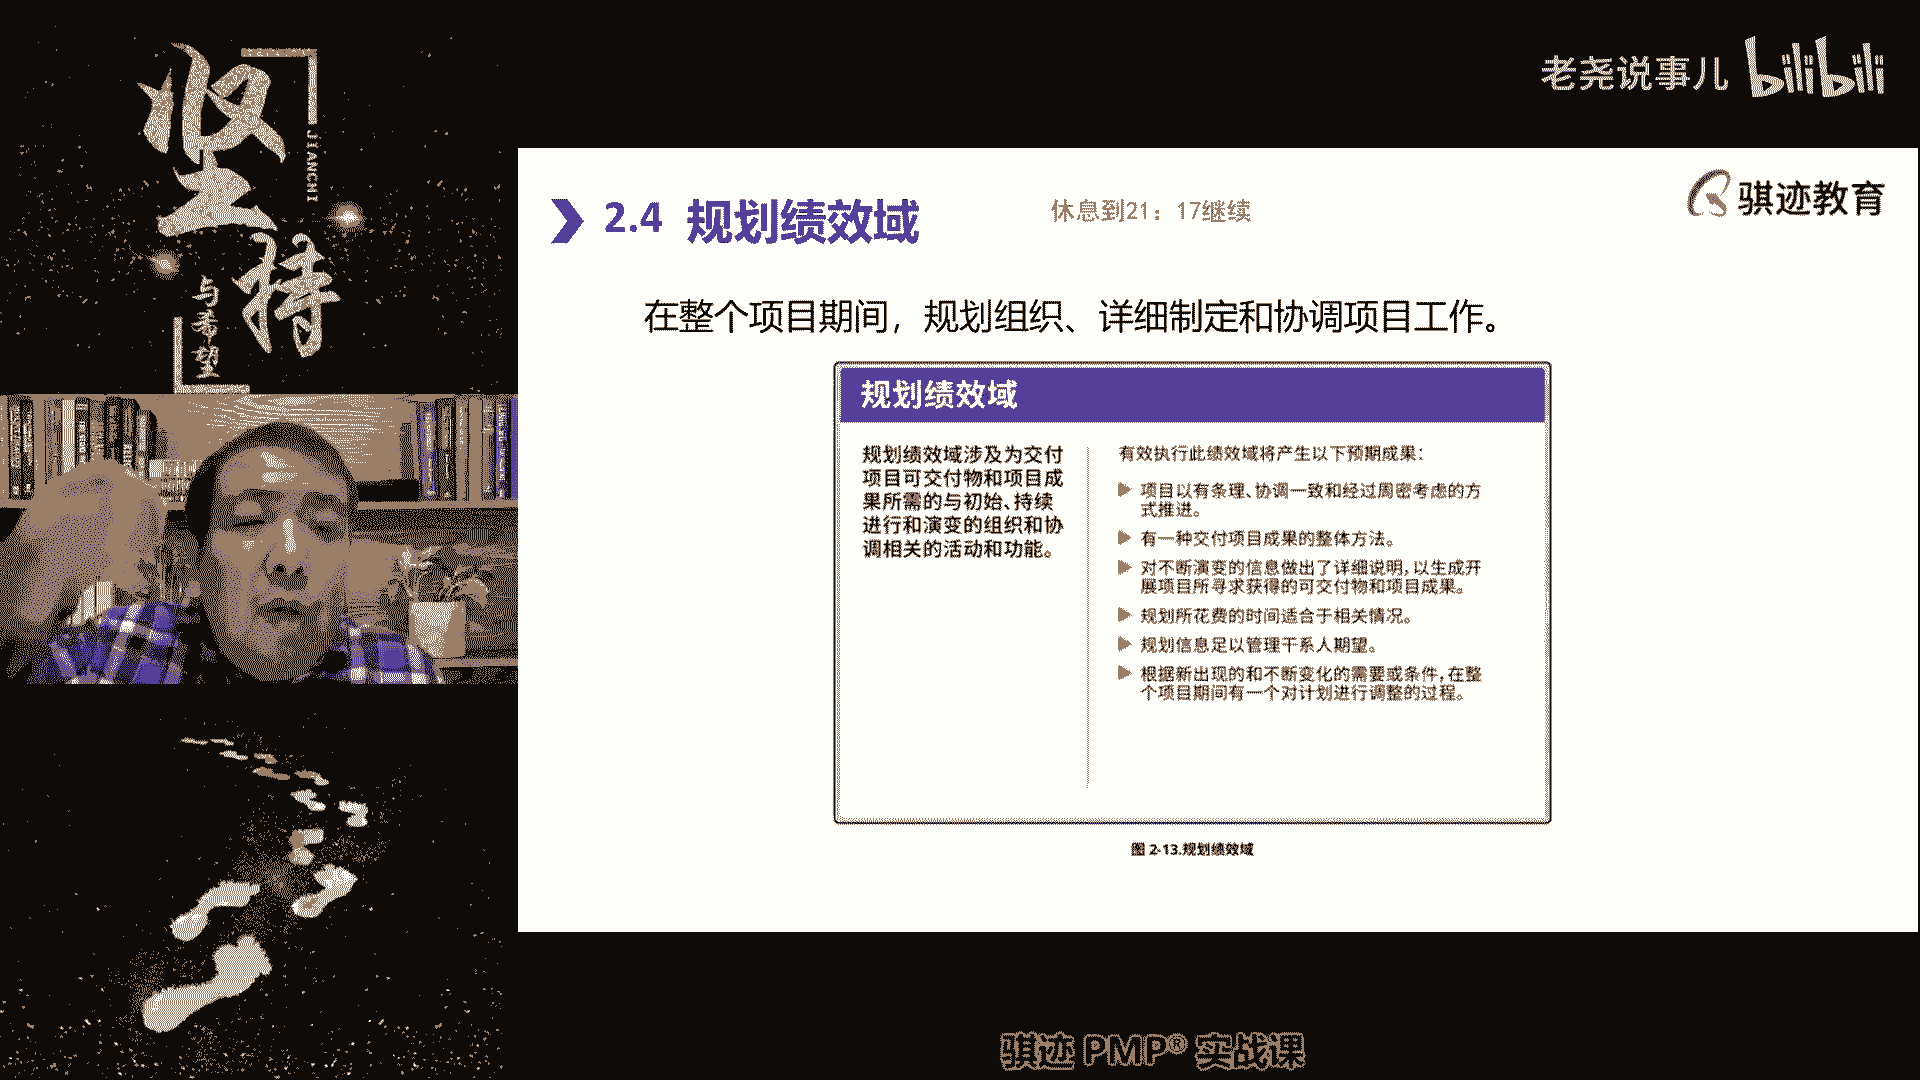 坚持
JIANCHI
与希望
老尧说事儿 bilibili
骐迹教育
2.4 规划绩效域
休息到21：17继续
在整个项目期间，规划组织、详细制定和协调项目工作。
规划绩效域
规划绩效域涉及为交付
项目可交付物和项目成
果所需的与初始、持续
进行和演变的组织和协
调相关的活动和功能。
有效执行此绩效域将产生以下预期成果：
▶ 项目以有条理、协调一致和经过周密考虑的方
式推进。
▶ 有一种交付项目成果的整体方法。
▶ 对不断演变的信息做出了详细说明，以生成开
展项目所寻求获得的可交付物和项目成果。
▶ 规划所花费的时间适合于相关情况。
▶ 规划信息足以管理干系人期望。
▶ 根据新出现的和不断变化的需要或条件，在整
个项目期间有一个对计划进行调整的过程。
图 2-13.规划绩效域
骐迹 PMP® 实战课